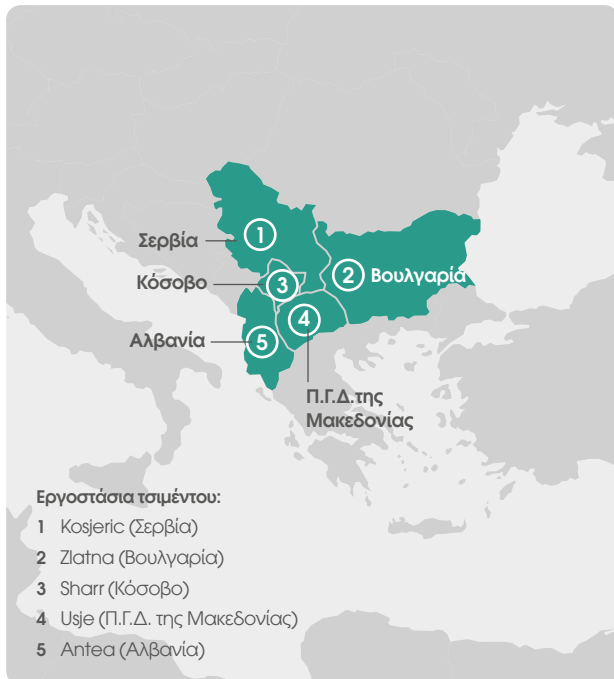 Σερβία
1
Κόσοβο
3
2
Βουλγαρία
4
Αλβανία
5
Π.Γ.Δ.της
Μακεδονίας
Εργοστάσια τσιμέντου:
1 Kosjeric (Σερβία)
2 Zlatna (Βουλγαρία)
3 Sharr (Κόσοβο)
4 Usje (Π.Γ.Δ. της Μακεδονίας)
5 Antea (Αλβανία)